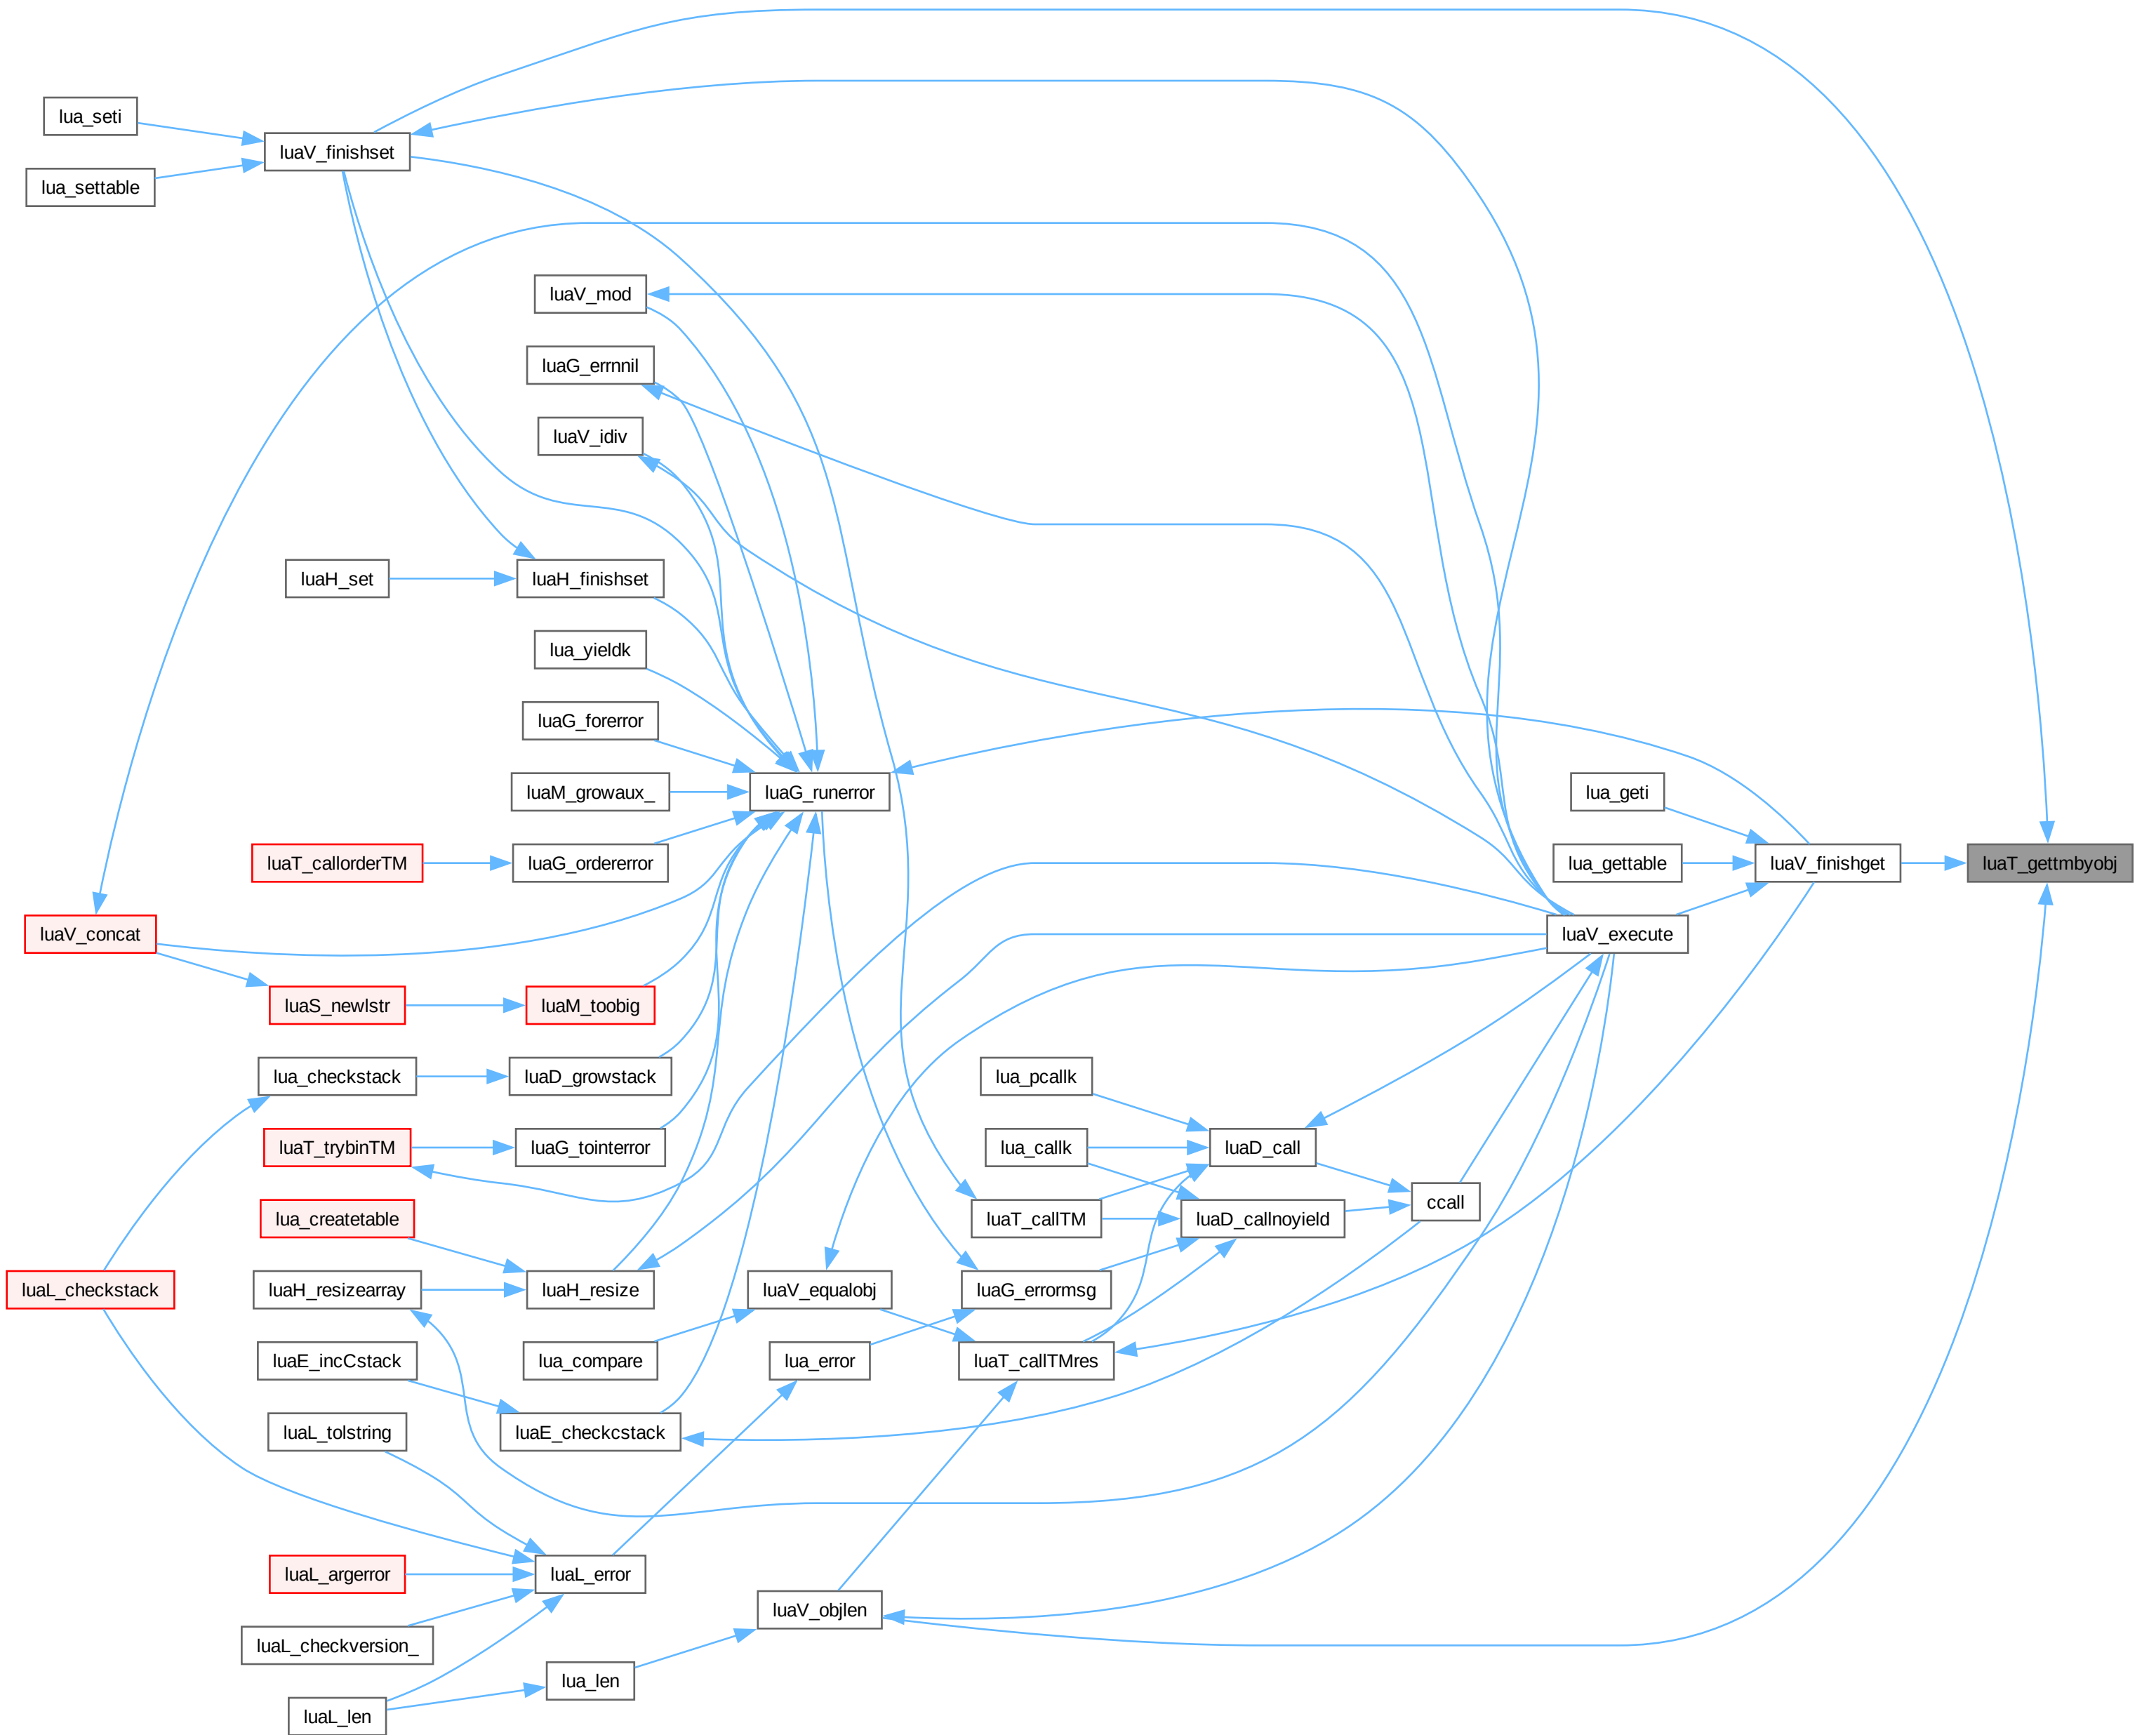 lua_seti
luaV_finishset
lua_settable
luaV_mod
luaG_errnnil
luaV_idiv
luaH_set
luaH_finishset
lua_yieldk
luaG_forerror
luaM_growaux_
luaG_runerror
lua_geti
luaT_callorderTM
luaG_ordererror
lua_gettable
luaV_finishget
luaT_gettmbyobj
luaV_concat
luaV_execute
luaS_newlstr
luaM_toobig
lua_checkstack
luaD_growstack
lua_pcallk
luaT_trybinTM
luaG_tointerror
lua_callk
luaD_call
lua_createtable
luaT_callTM
luaD_callnoyield
ccall
luaL_checkstack
luaH_resizearray
luaH_resize
luaV_equalobj
luaG_errormsg
luaE_incCstack
lua_compare
lua_error
luaT_callTMres
luaL_tolstring
luaE_checkcstack
luaL_argerror
luaL_error
luaV_objlen
luaL_checkversion_
lua_len
luaL_len